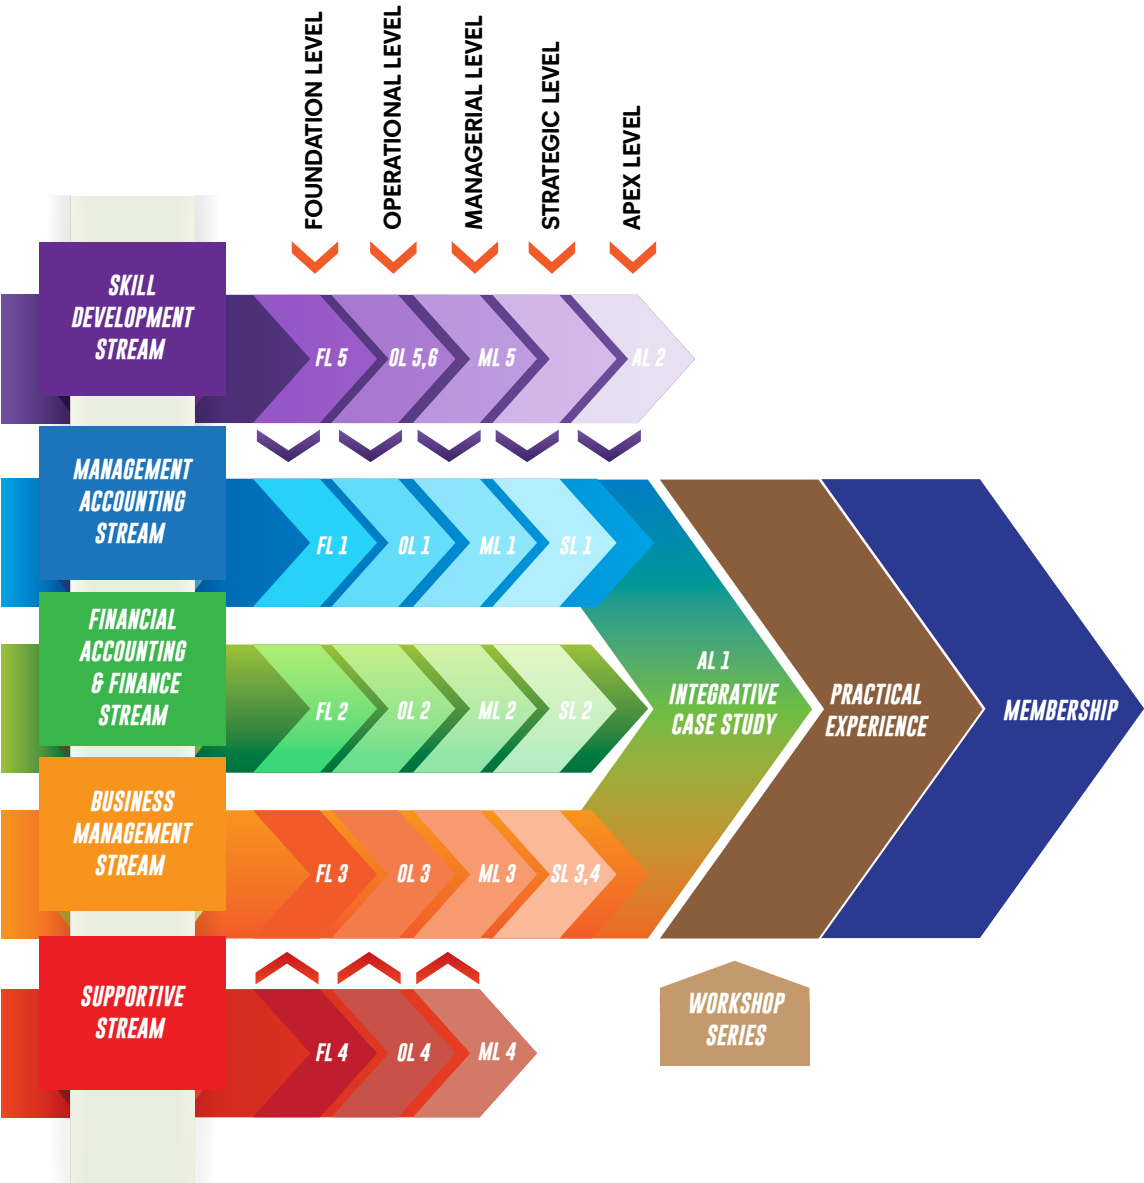 FOUNDATION LEVEL
OPERATIONAL LEVEL
MANAGERIAL LEVEL
STRATEGIC LEVEL
APEX LEVEL
SKILL
DEVELOPMENT
STREAM
FL 5
OL 5,6
ML 5
AL 2
MANAGEMENT
ACCOUNTING
STREAM
FL 1
OL 1
ML 1
SL 1
FINANCIAL
ACCOUNTING
& FINANCE
STREAM
FL 2
OL 2
ML 2
SL 2
AL 1
INTEGRATIVE
CASE STUDY
PRACTICAL
EXPERIENCE
MEMBERSHIP
BUSINESS
MANAGEMENT
STREAM
FL 3
OL 3
ML 3
SL 3,4
SUPPORTIVE
STREAM
FL 4
OL 4
ML 4
WORKSHOP
SERIES